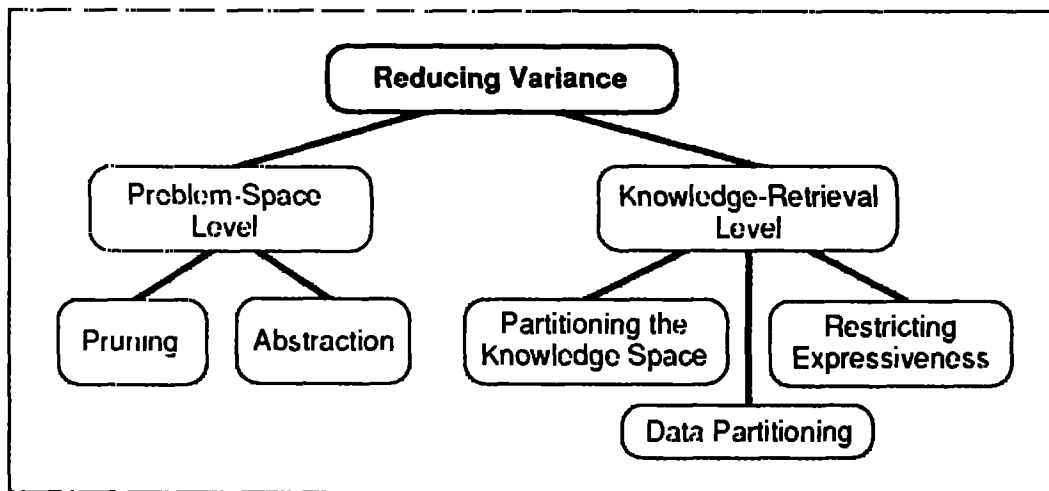 Reducing Variance
Problem-Space
Level
Knowledge-Retrieval
Level
Pruning
Abstraction
Partitioning the
Knowledge Space
Restricting
Expressiveness
Data Partitioning